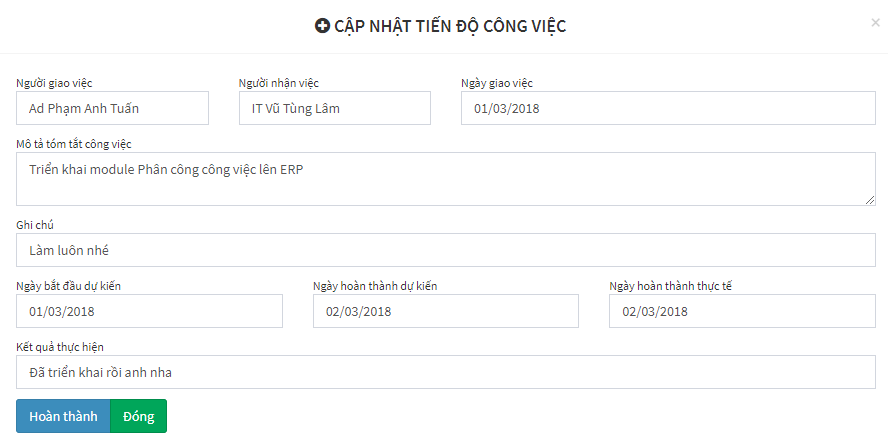 CẬP NHẬT TIẾN ĐỘ CÔNG VIỆC
×
Người giao việc
Người nhận việc
Ngày giao việc
Ad Phạm Anh Tuấn
IT Vũ Tùng Lâm
01/03/2018
Mô tả tóm tắt công việc
Triển khai module Phân công công việc lên ERP
Ghi chú
Làm luôn nhé
Ngày bắt đầu dự kiến
Ngày hoàn thành dự kiến
Ngày hoàn thành thực tế
01/03/2018
02/03/2018
02/03/2018
Kết quả thực hiện
Đã triển khai rồi anh nha
Hoàn thành
Đóng